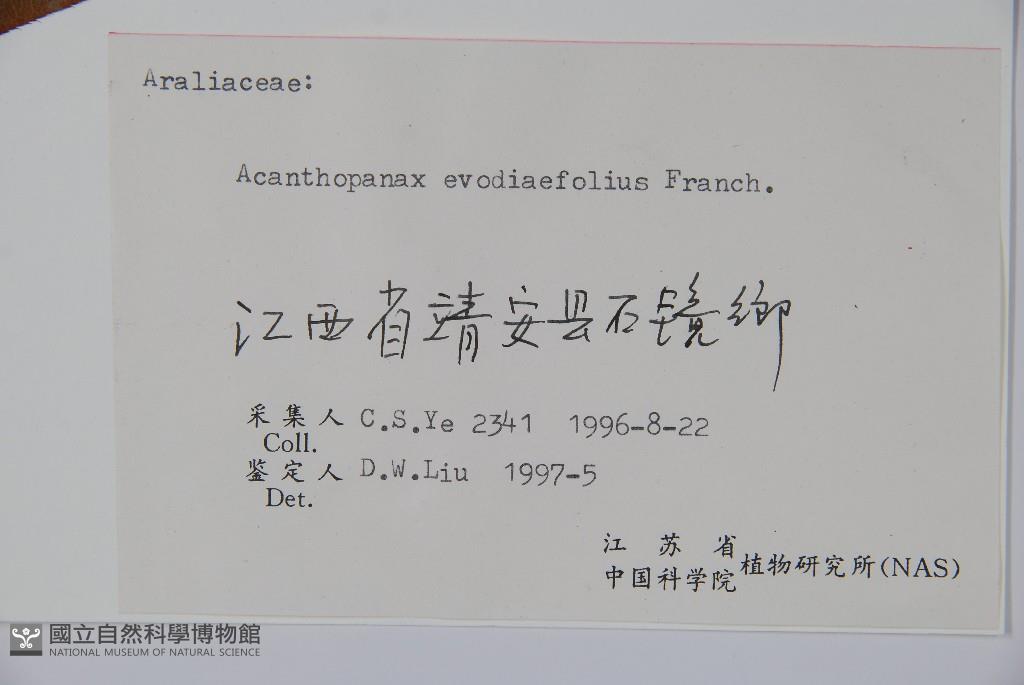 Araliaceae:
Acanthopanax evodiaefolius Franch.
江西省靖安县石镜鄉
采集人 C.S.Ye 2341 1996-8-22
Coll.
鉴定人 D.W.Liu 1997-5
Det.
江苏省
中国科学院植物研究所(NAS)
國立自然科學博物館
NATIONAL MUSEUM OF NATURAL SCIENCE